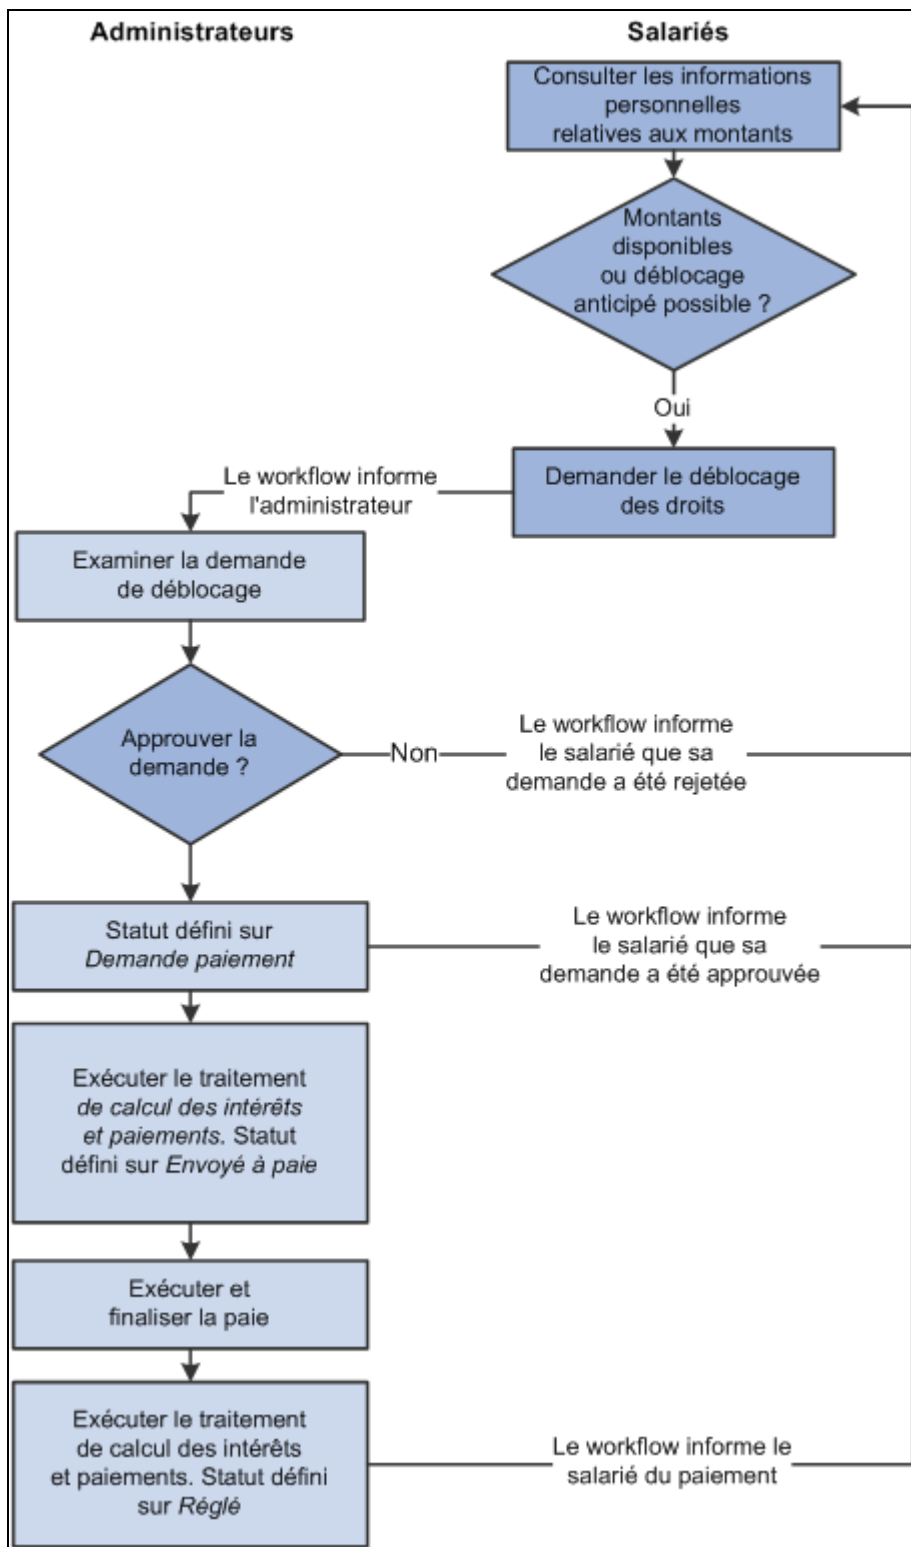 Administrateurs
Salariés
Consulter les informations
personnelles
relatives aux montants
Montants
disponibles
ou déblocage
anticipé possible ?
Oui
Demander le déblocage
des droits
Le workflow informe
l'administrateur
Examiner la demande
de déblocage
Approuver la
demande ?
Non
Le workflow informe
le salarié que sa
demande a été rejetée
Statut défini sur
Demande paiement
Le workflow informe
le salarié que sa
demande a été approuvée
Exécuter le traitement
de calcul des intérêts
et paiements. Statut
défini sur Envoyé à paie
Exécuter et
finaliser la paie
Exécuter le traitement
de calcul des intérêts
et paiements. Statut défini
sur Réglé
Le workflow informe le
salarié du paiement